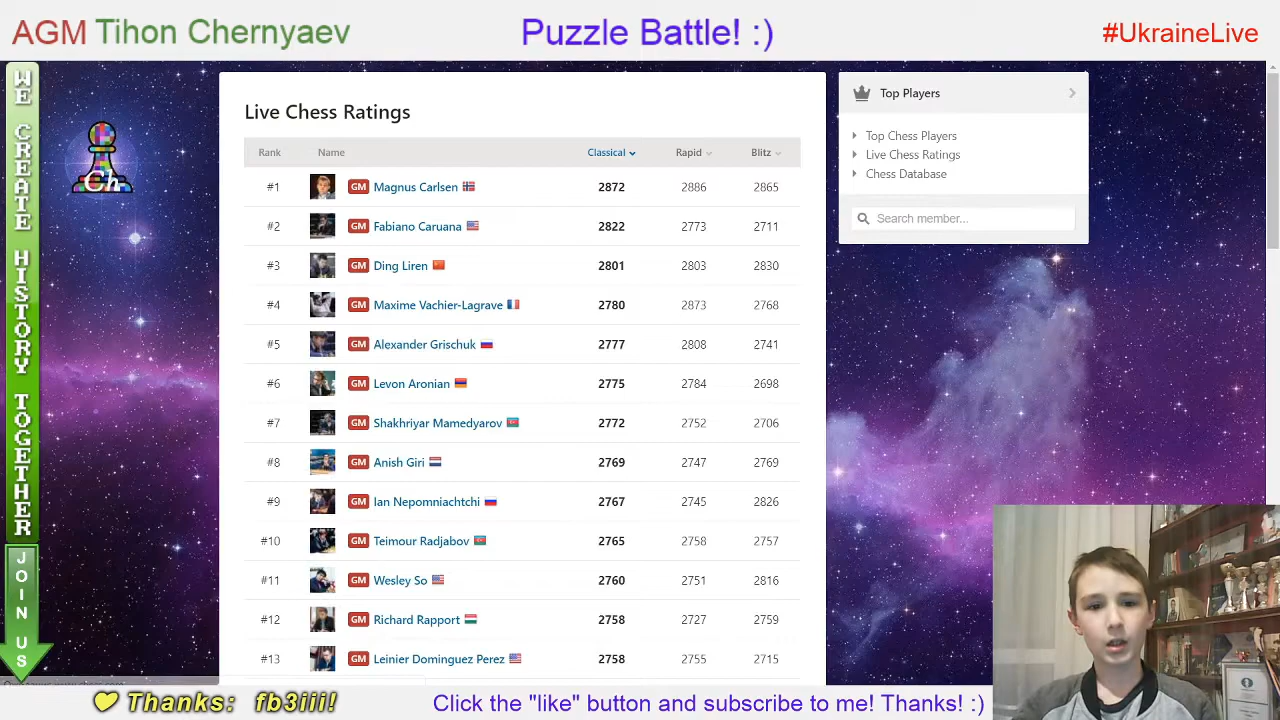 AGM Tihon Chernyaev
Puzzle Battle! :)
#UkraineLive
WE CREATE HISTORY TOGETHER
JOIN US
Ch
Live Chess Ratings
Rank Name Classical Rapid Blitz
#1 GM Magnus Carlsen 2872 2886 2865
#2 GM Fabiano Caruana 2822 2773 2711
#3 GM Ding Liren 2801 2803
#4 GM Maxime Vachier-Lagrave 2780 2873 2768
#5 GM Alexander Grischuk 2777 2808 2741
#6 GM Levon Aronian 2775 2784 2698
#7 GM Shakhriyar Mamedyarov 2772 2752
#8 GM Anish Giri 2769 2747
#9 GM Ian Nepomniachtchi 2767 2745
#10 GM Teimour Radjabov 2765 2758 2757
#11 GM Wesley So 2760 2751 2816
#12 GM Richard Rapport 2758 2727 2759
#13 GM Leinier Dominguez Perez 2758 2755 2715
Top Players
Top Chess Players
Live Chess Ratings
Chess Database
Search member...
Thanks: fb3iii!
Click the "like" button and subscribe to me! Thanks! :)